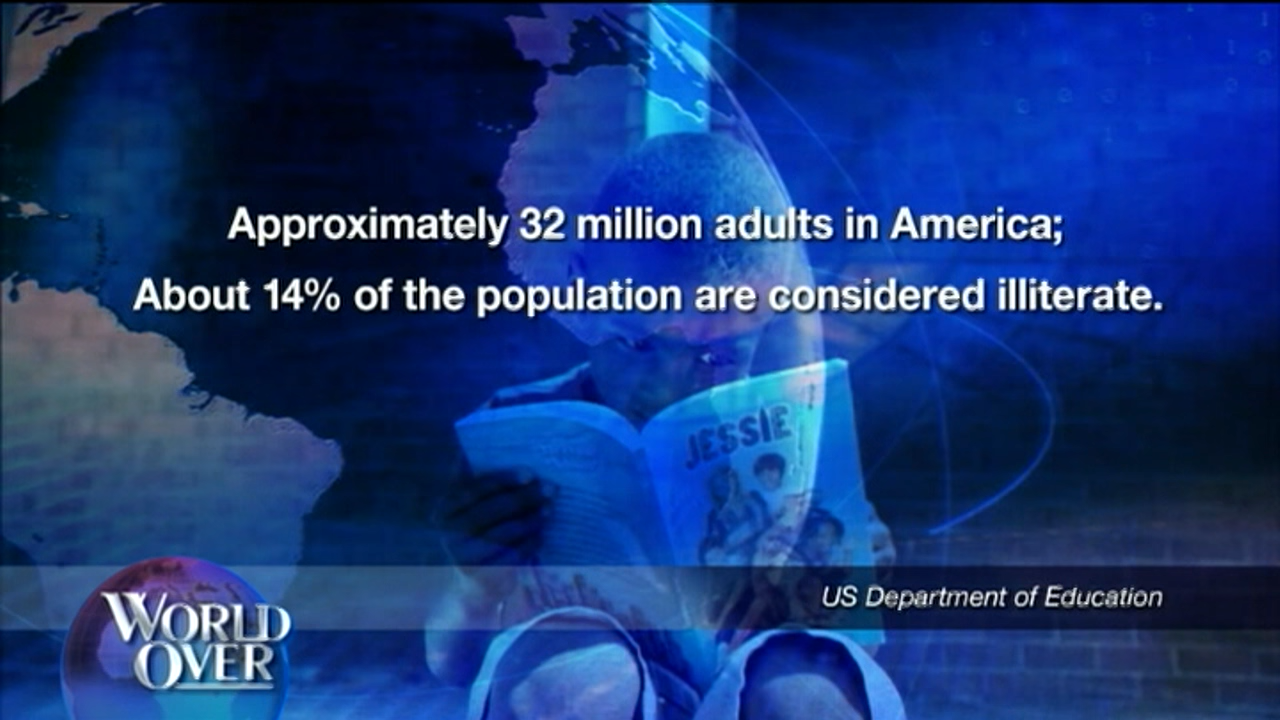 Approximately 32 million adults in America;
About 14% of the population are considered illiterate.
JESSIE
US Department of Education
WORLD
OVER